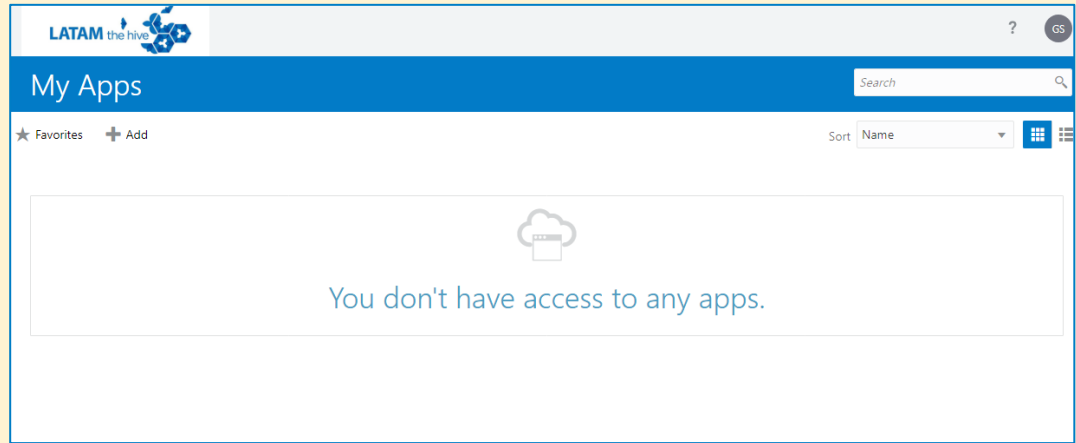 LATAM the hive
?
GS
My Apps
Search
Favorites
Add
Sort
Name
You don't have access to any apps.